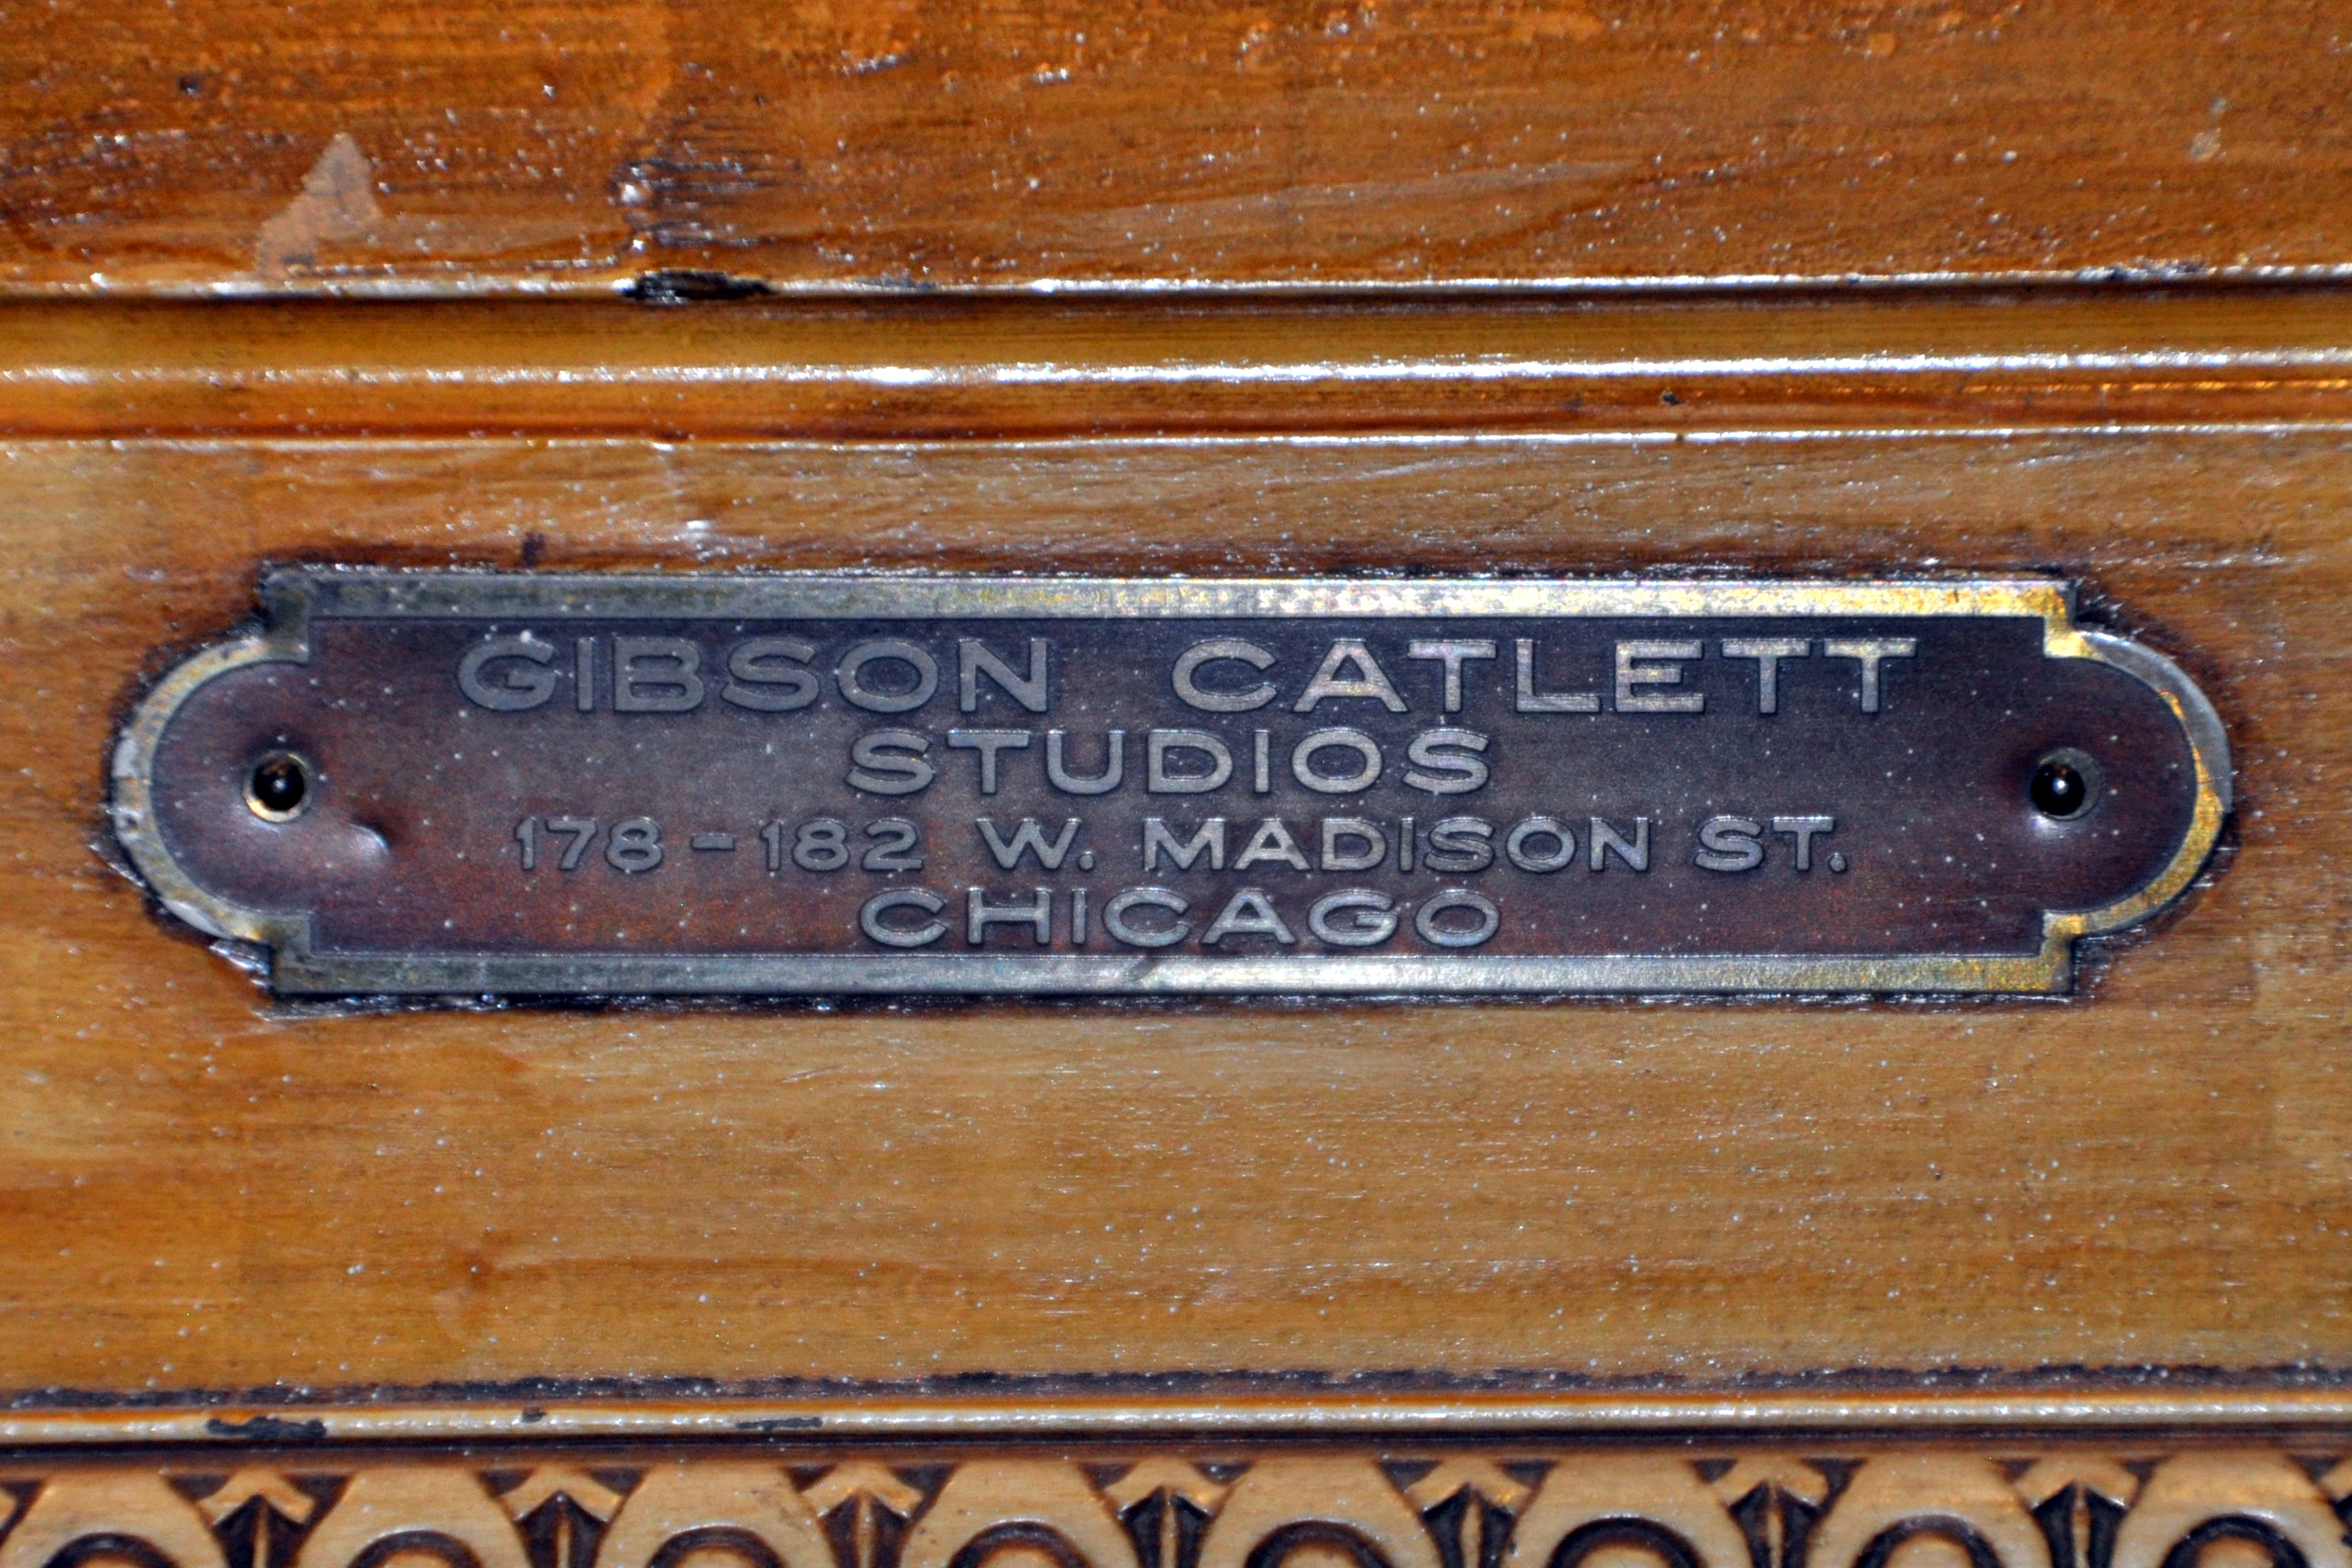 GIBSON CATLETT
STUDIOS
178-182 W. MADISON ST.
CHICAGO